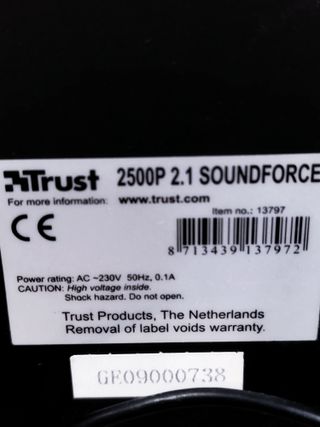 Trust 2500P 2.1 SOUNDFORCE
For more information: www.trust.com
Item no.: 13797
CE
8 713439 137972
Power rating: AC ~230V 50Hz, 0.1A
CAUTION: High voltage inside.
Shock hazard. Do not open.
Trust Products, The Netherlands
Removal of label voids warranty.
GE09000738